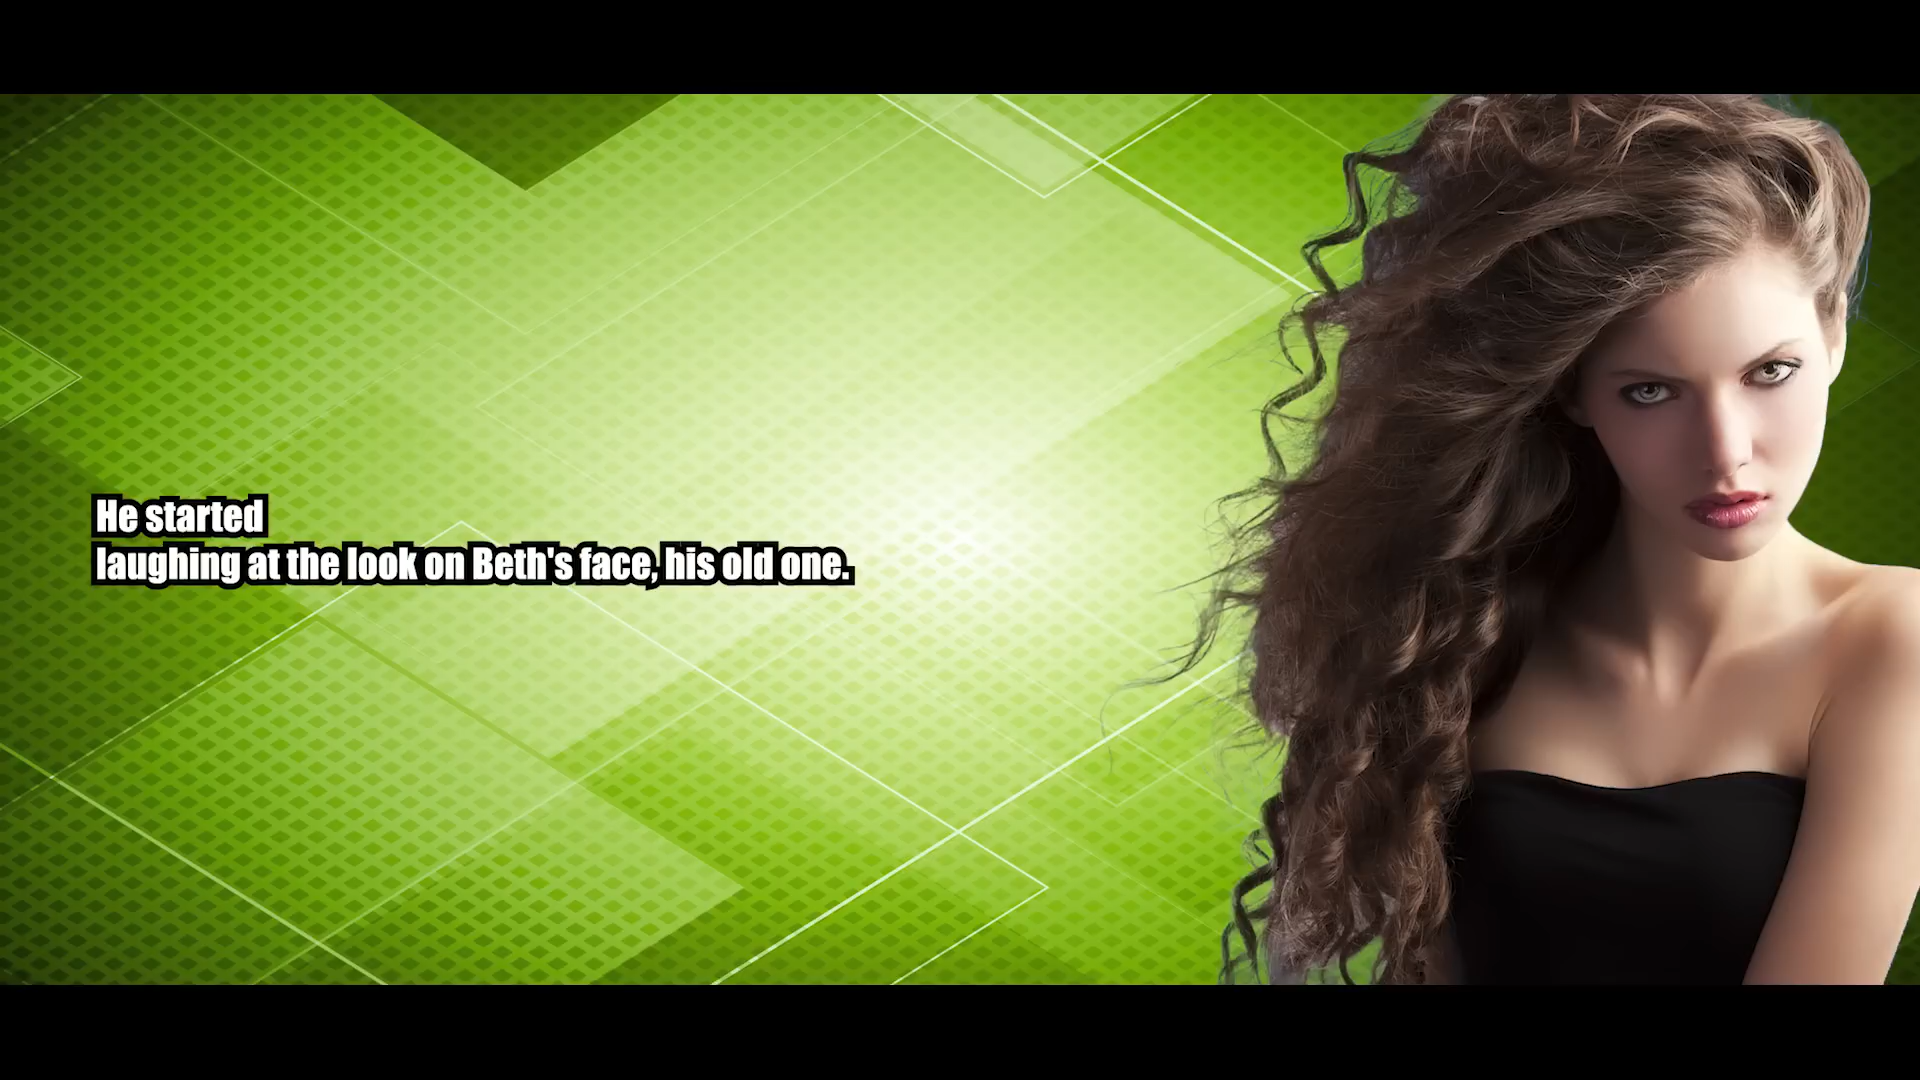 He started
laughing at the look on Beth's face, his old one.